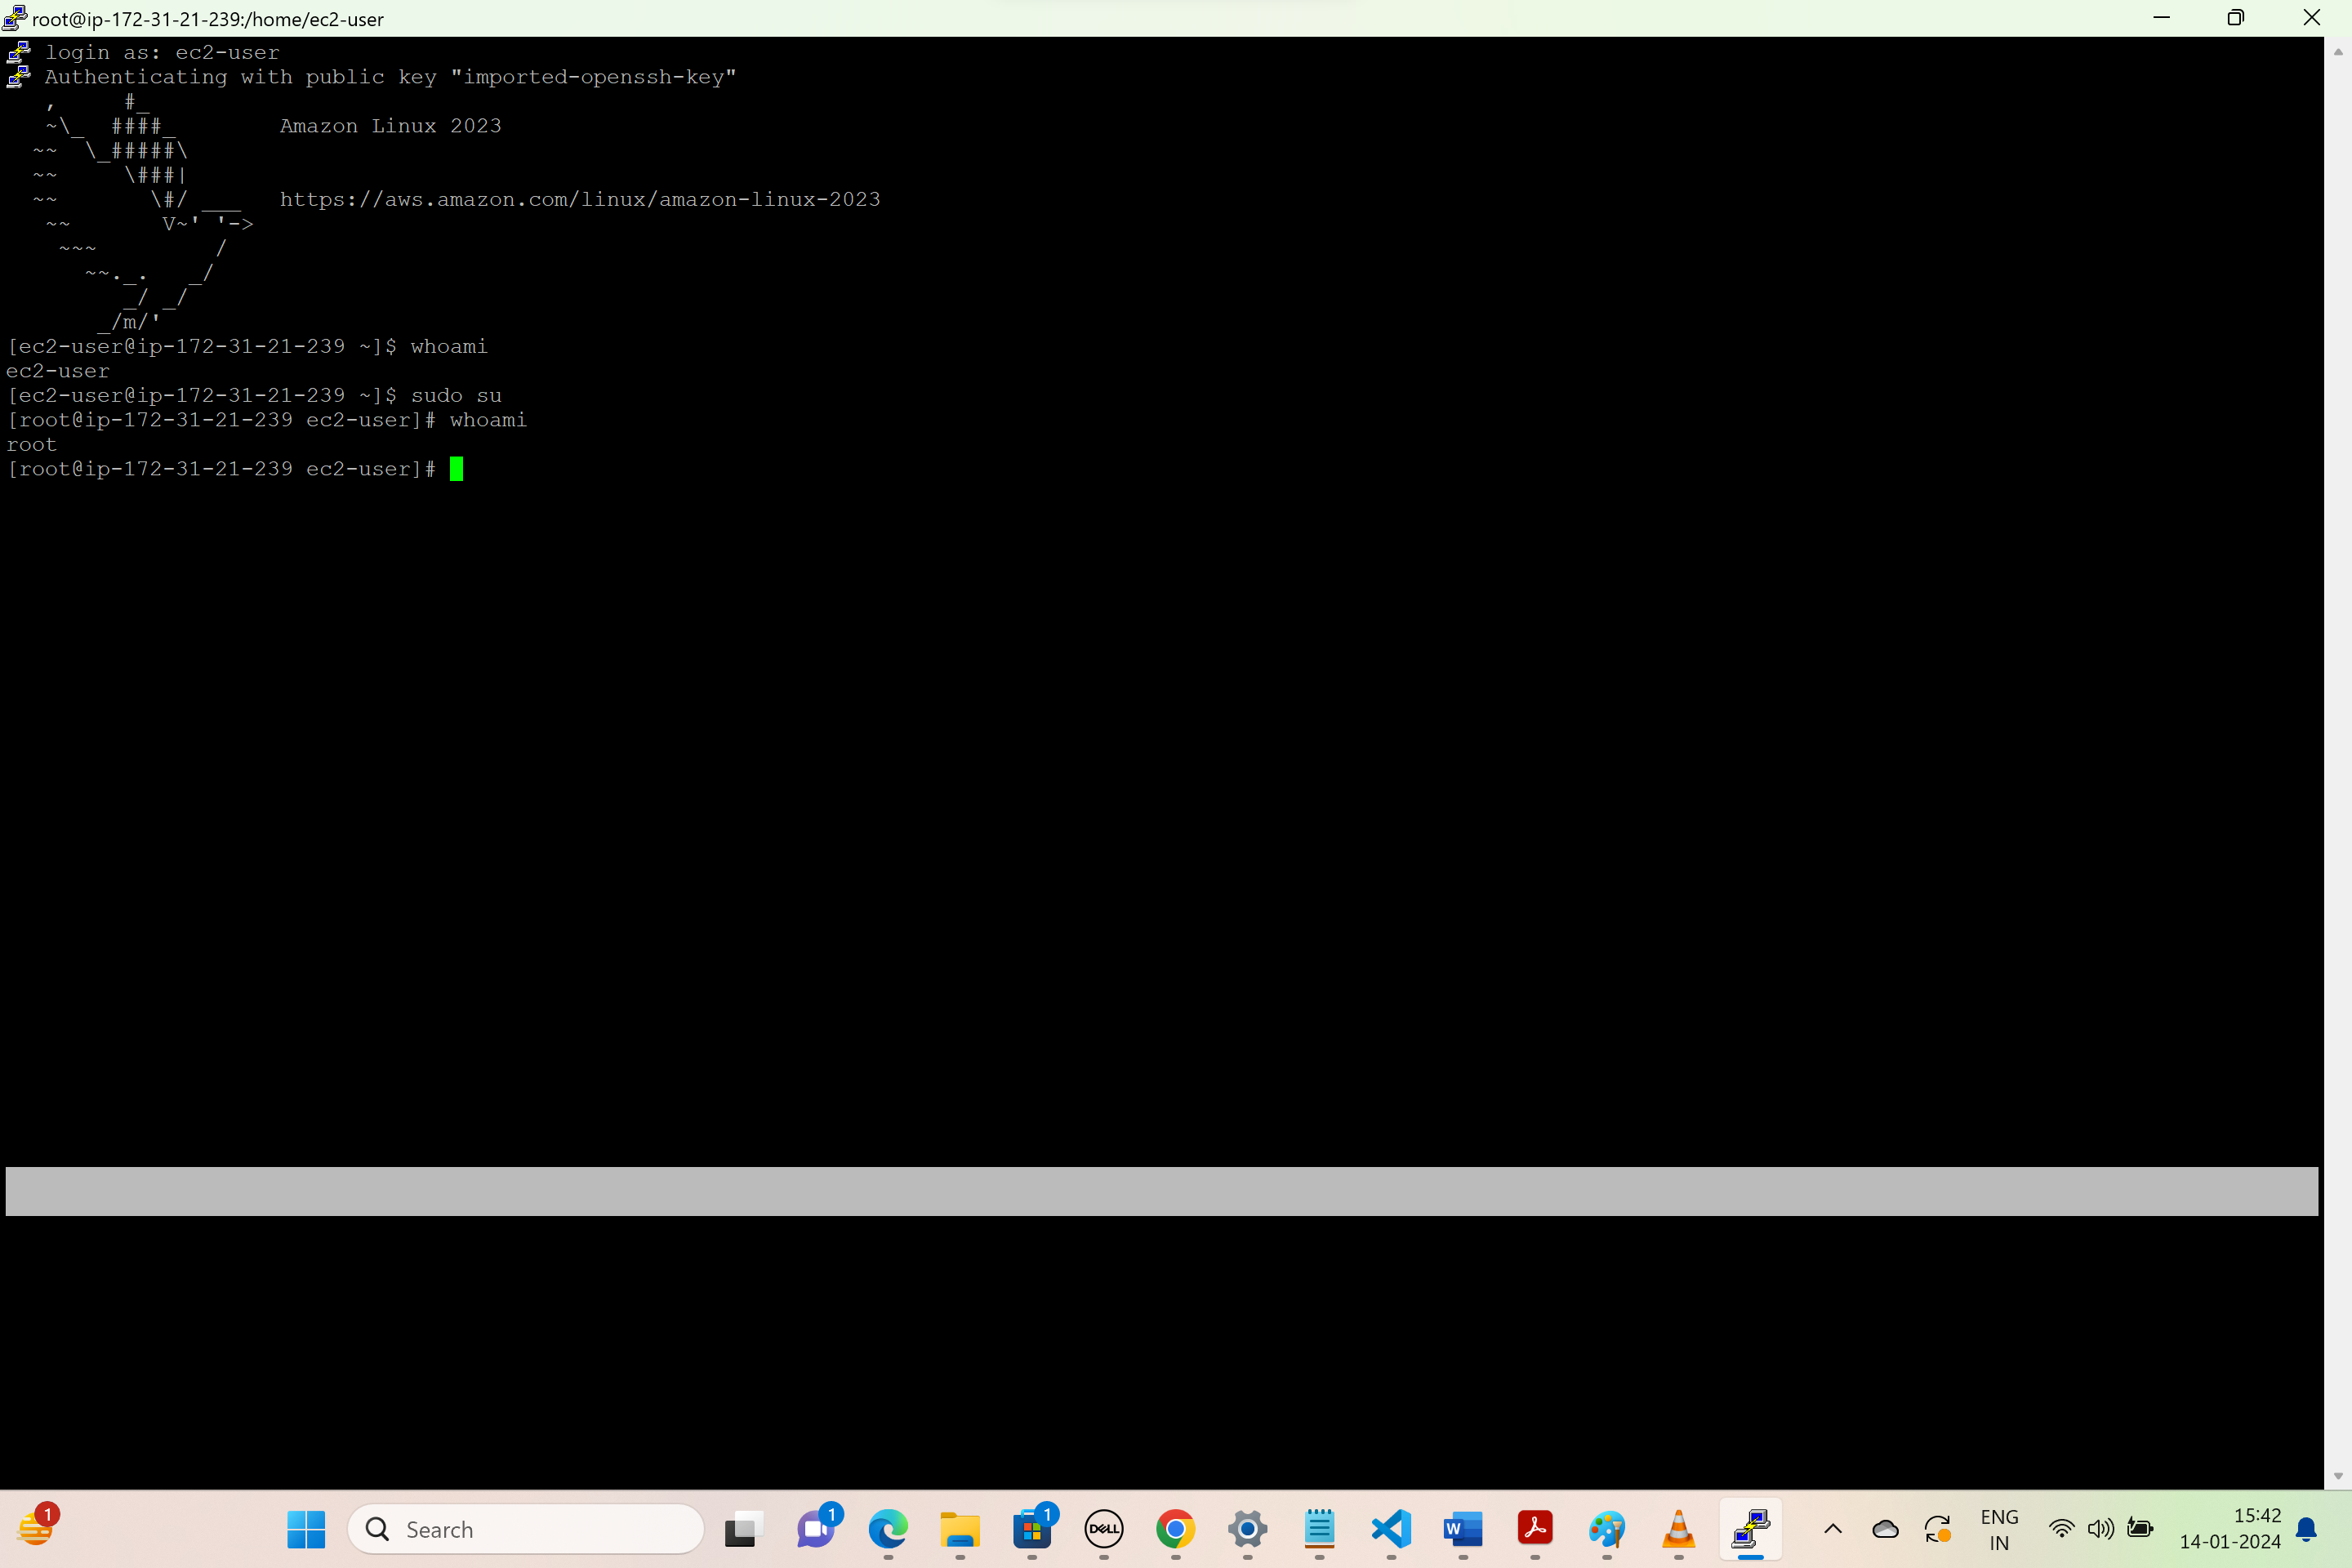 root@ip-172-31-21-239:/home/ec2-user
login as: ec2-user
Authenticating with public key "imported-openssh-key"
   ,     #_
   ~\_  ####_        Amazon Linux 2023
  ~~  \_#####\
  ~~     \###|
  ~~       \#/ ___   https://aws.amazon.com/linux/amazon-linux-2023
   ~~       V~' '->
    ~~~         /
      ~~._.   _/
         _/ _/
       _/m/'
[ec2-user@ip-172-31-21-239 ~]$ whoami
ec2-user
[ec2-user@ip-172-31-21-239 ~]$ sudo su
[root@ip-172-31-21-239 ec2-user]# whoami
root
[root@ip-172-31-21-239 ec2-user]#
1
Search
1
1
DELL
W
ENG
IN
15:42
14-01-2024